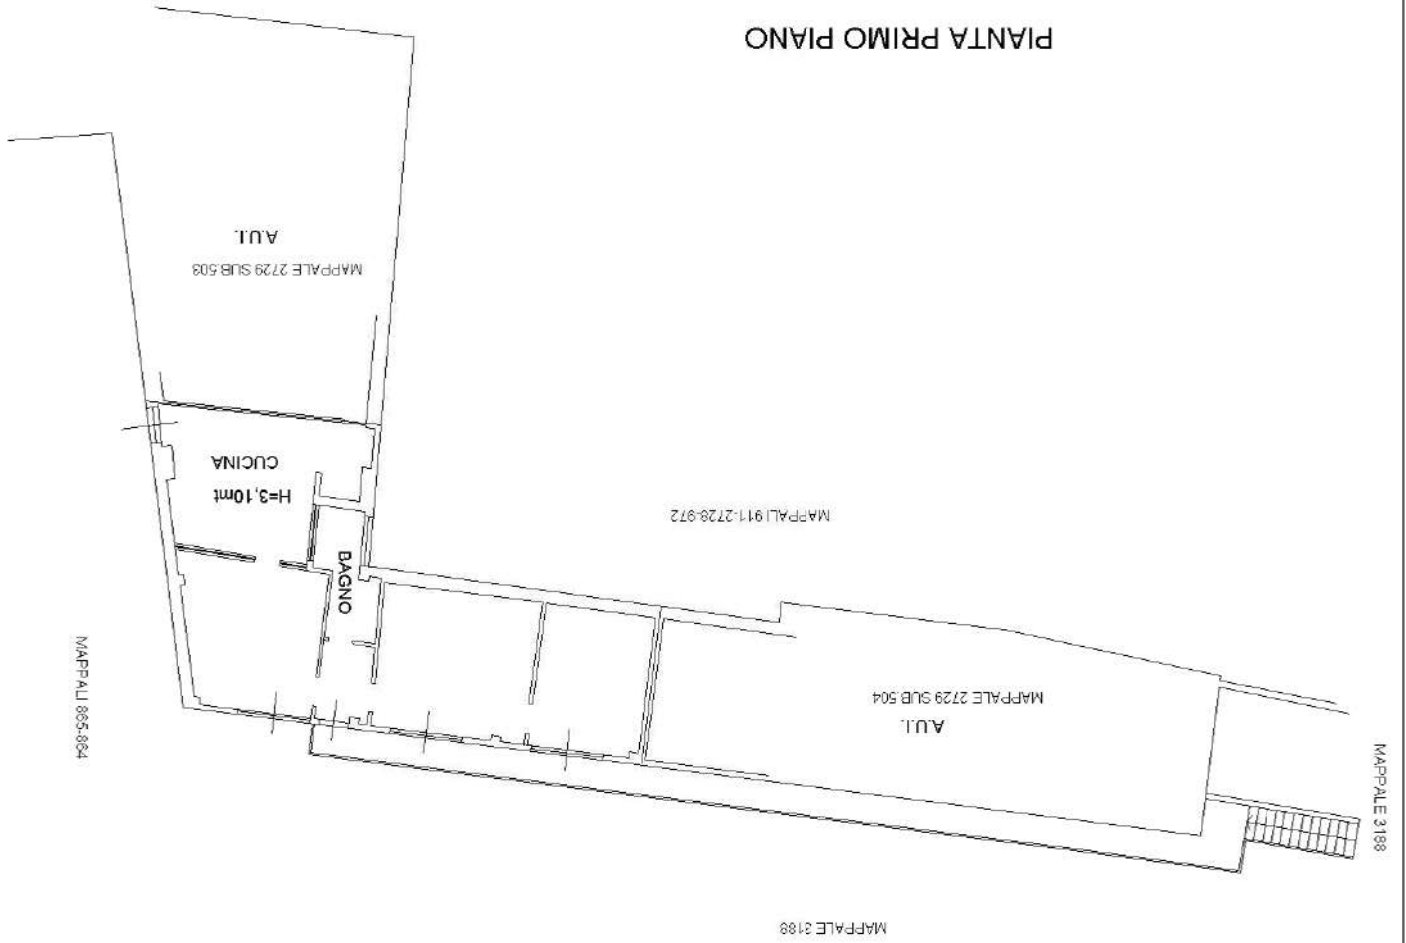 PIANTA PRIMO PIANO
A.U.I.
MAPPALE 2729 SUB.503
CUCINA
H=3,10mt
MAPPALI 911-2728-972
BAGNO
MAPPALI 865-864
MAPPALE 2729 SUB.504
A.U.I.
MAPPALE 3188
MAPPALE 3188